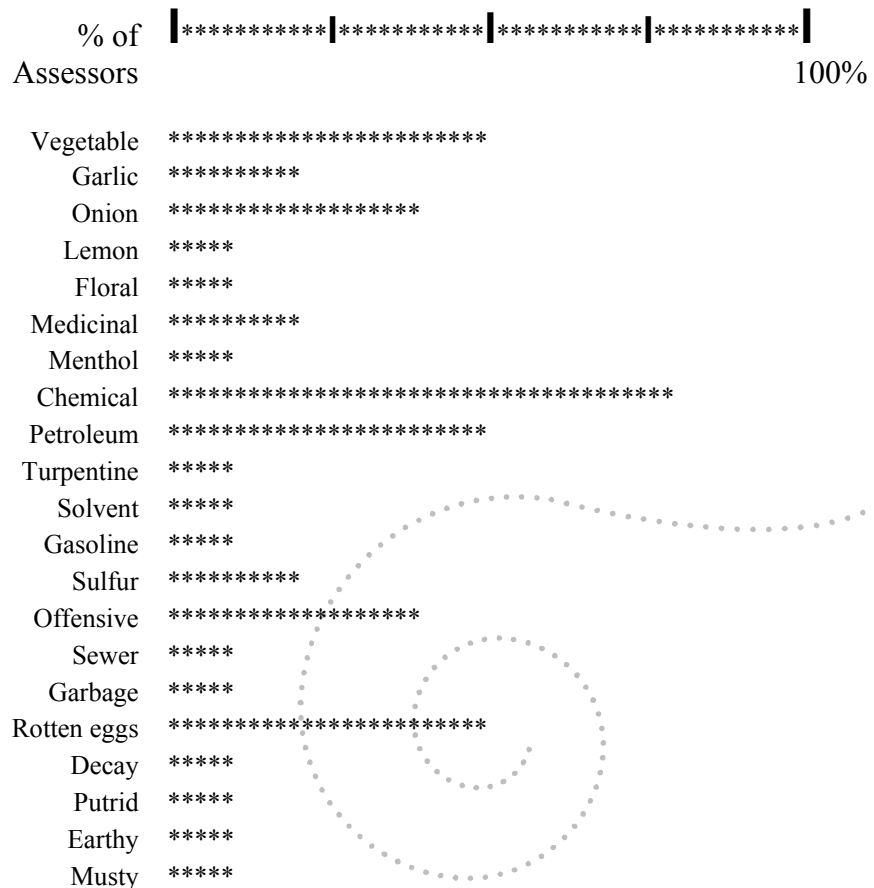 % of
Assessors
|***********|***********|***********|***********|
100%
Vegetable ************************
Garlic **********
Onion *******************
Lemon *****
Floral *****
Medicinal **********
Menthol *****
Chemical **************************************
Petroleum ************************
Turpentine *****
Solvent *****
Gasoline *****
Sulfur **********
Offensive *******************
Sewer *****
Garbage *****
Rotten eggs ************************
Decay *****
Putrid *****
Earthy *****
Musty *****